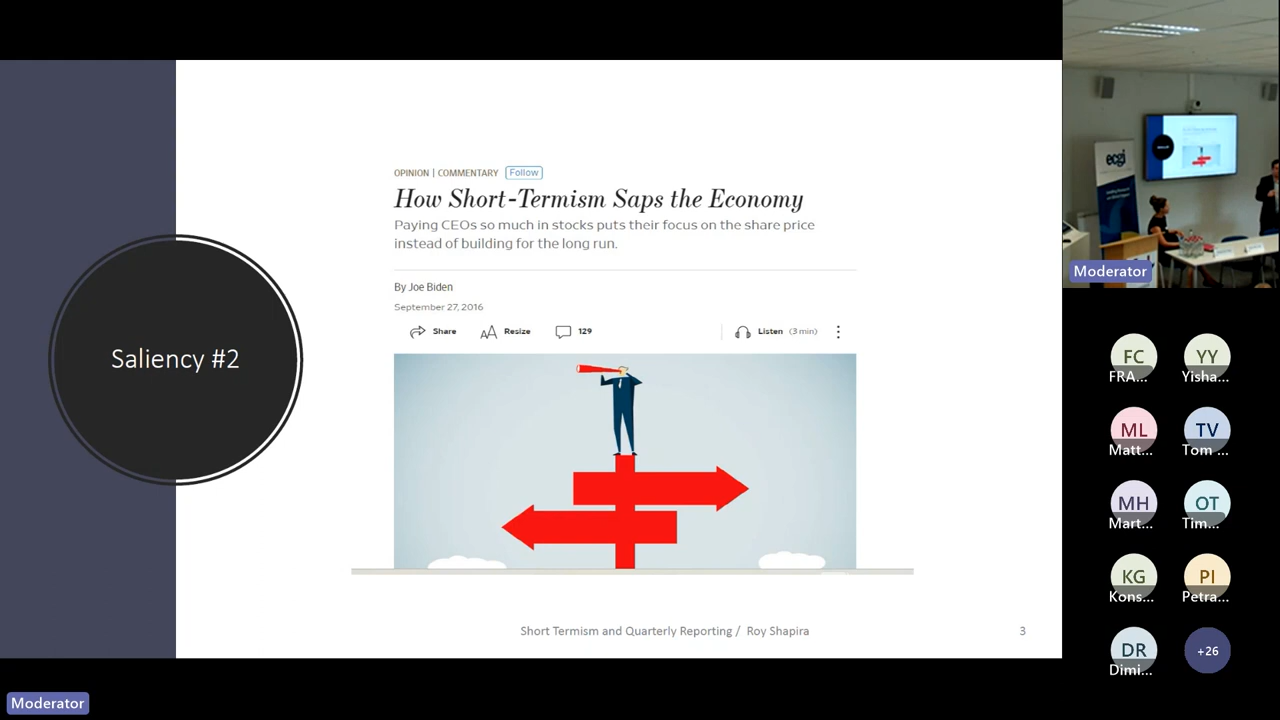 OPINION | COMMENTARY Follow
How Short-Termism Saps the Economy
Paying CEOs so much in stocks puts their focus on the share price
instead of building for the long run.
By Joe Biden
September 27, 2016
Share Resize 129 Listen (3 min)
Saliency #2
Short Termism and Quarterly Reporting / Roy Shapira
3
Moderator
ecgi
Moderator
FC YY
FRA... Yisha...
ML TV
Matt... Tom ...
MH OT
Mart... Tim...
KG PI
Kons... Petra...
DR +26
Dimi...